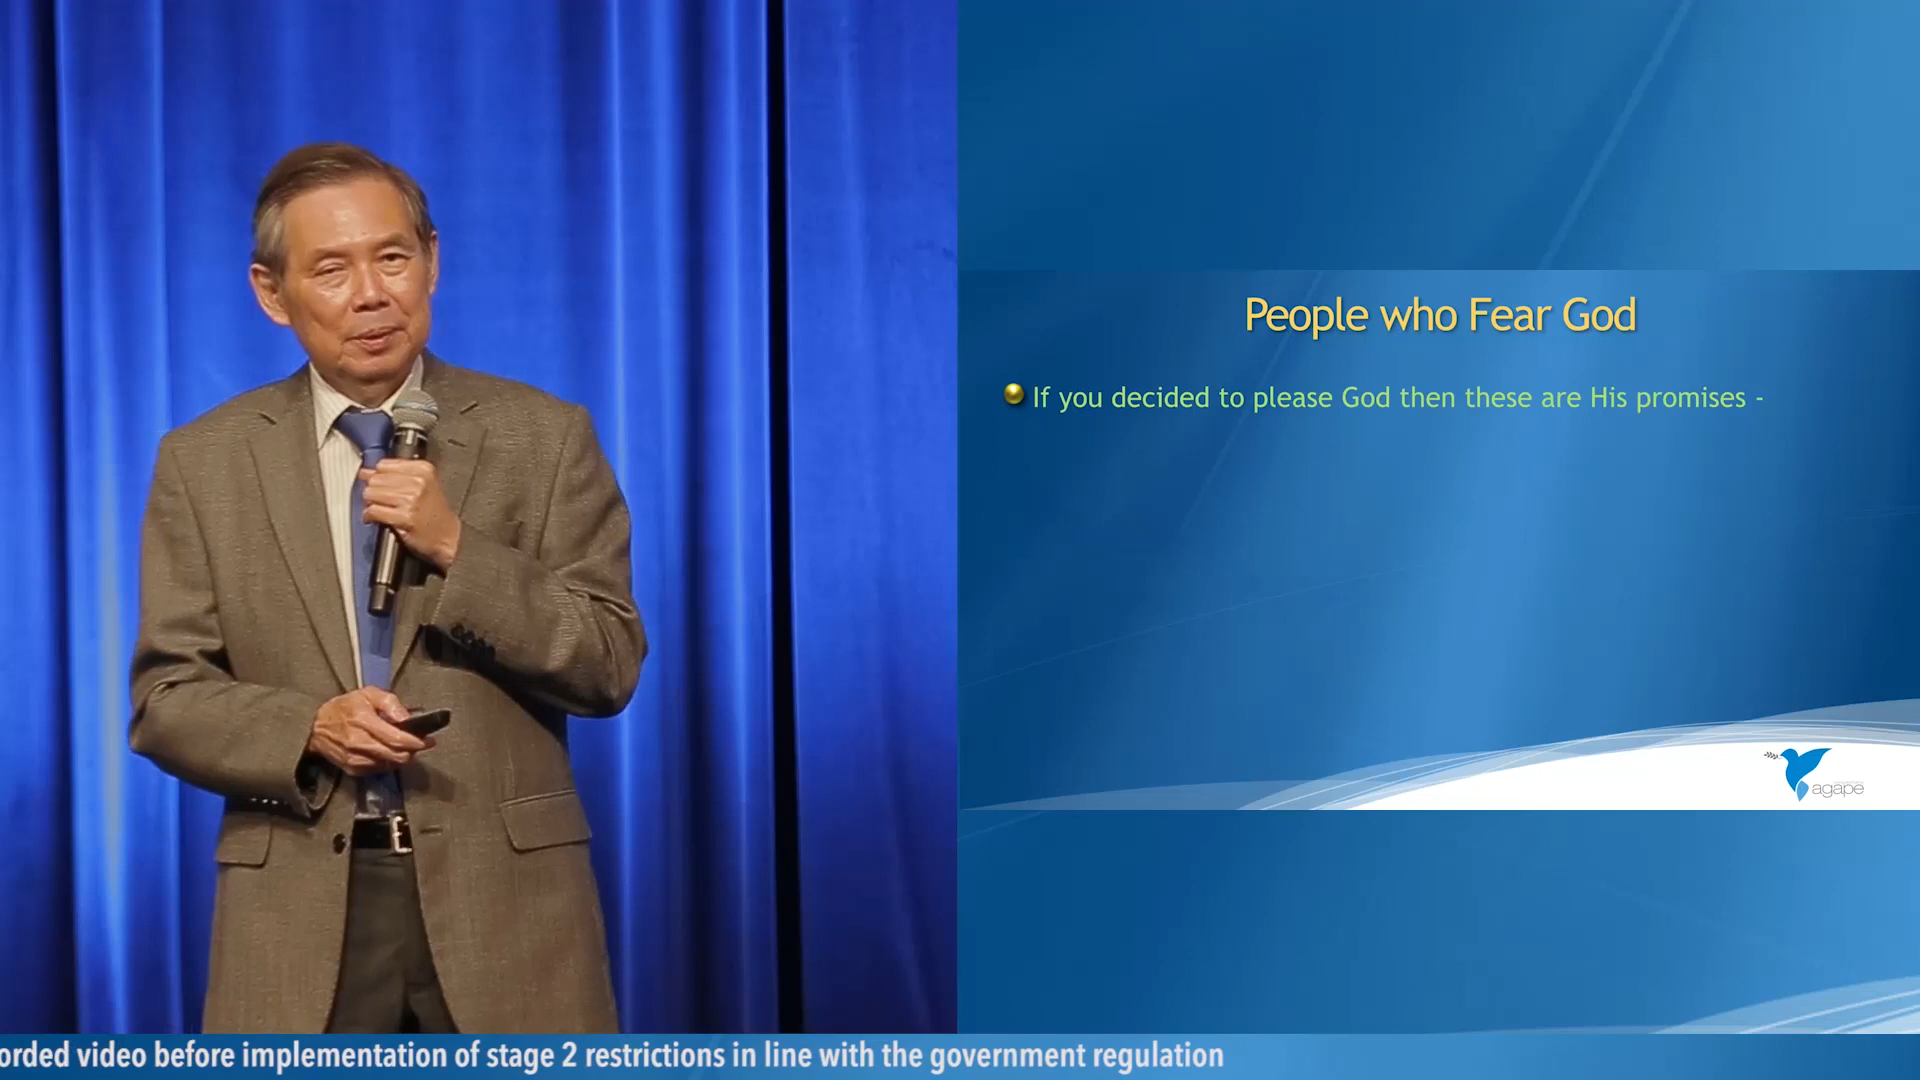 People who Fear God
If you decided to please God then these are His promises -
agape
orded video before implementation of stage 2 restrictions in line with the government regulation